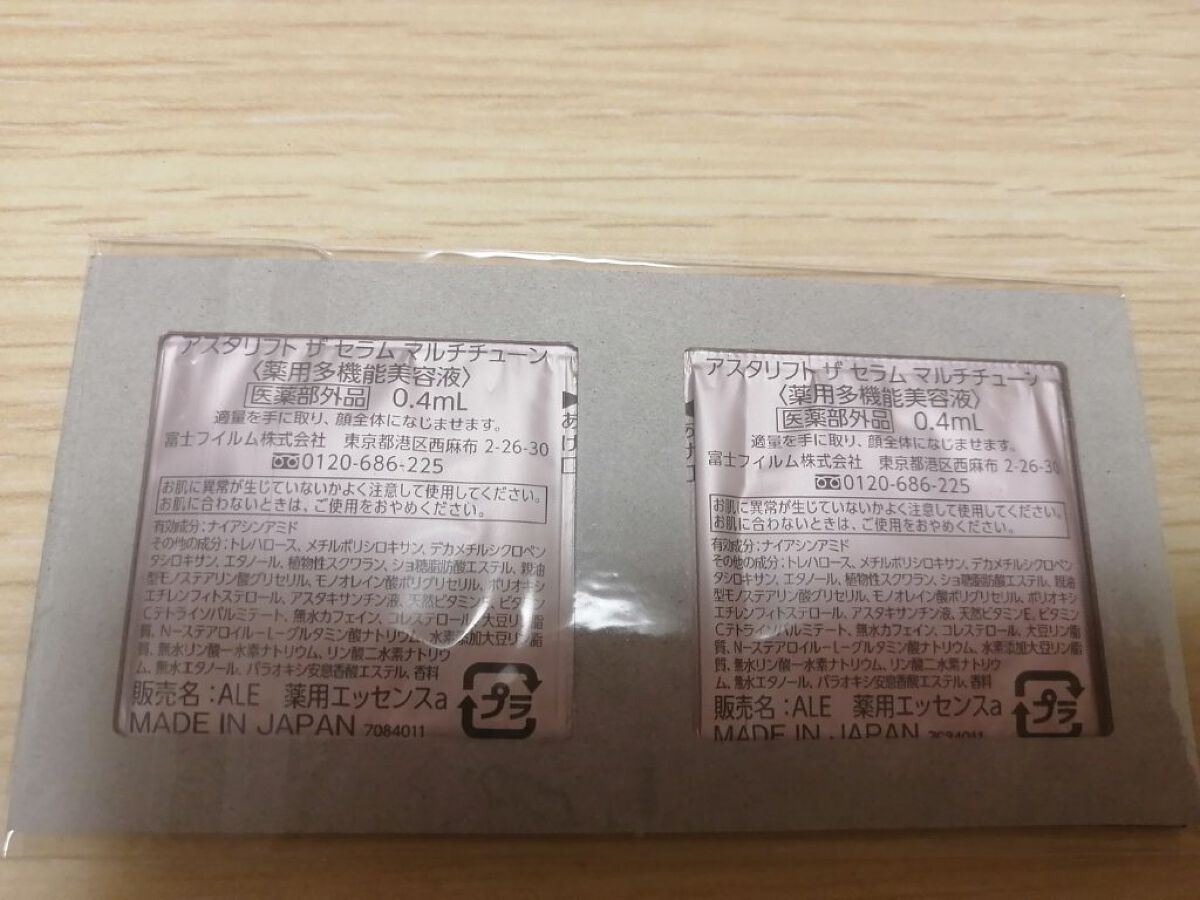 アスタリフト ザ セラム マルチチューン
〈薬用多機能美容液〉
医薬部外品 0.4mL
適量を手に取り、顔全体になじませます。
富士フイルム株式会社 東京都港区西麻布 2-26-30
0120-686-225
お肌に異常が生じていないかよく注意して使用してください。
お肌に合わないときは、ご使用をおやめください。
有効成分：ナイアシンアミド
その他の成分：トレハロース、メチルポリシロキサン、デカメチルシクロペン
タシロキサン、エタノール、植物性スクワラン、ショ糖脂肪酸エステル、親油
型モノステアリン酸グリセリル、モノオレイン酸ポリグリセリル、ポリオキシ
エチレンフィトステロール、アスタキサンチン液、天然ビタミンE、ビタミン
Cテトライソパルミテート、無水カフェイン、コレステロール、大豆リン脂
質、N-ステアロイル-L-グルタミン酸ナトリウム、水素添加大豆リン脂
質、無水リン酸一水素ナトリウム、リン酸二水素ナトリウ
ム、無水エタノール、パラオキシ安息香酸エステル、香料
販売名：ALE 薬用エッセンスa
プラ
MADE IN JAPAN 7084011
あけ口
アスタリフト ザ セラム マルチチューン
〈薬用多機能美容液〉
医薬部外品 0.4mL
適量を手に取り、顔全体になじませます。
富士フイルム株式会社 東京都港区西麻布 2-26-30
0120-686-225
お肌に異常が生じていないかよく注意して使用してください。
お肌に合わないときは、ご使用をおやめください。
有効成分：ナイアシンアミド
その他の成分：トレハロース、メチルポリシロキサン、デカメチルシクロペン
タシロキサン、エタノール、植物性スクワラン、ショ糖脂肪酸エステル、親油
型モノステアリン酸グリセリル、モノオレイン酸ポリグリセリル、ポリオキシ
エチレンフィトステロール、アスタキサンチン液、天然ビタミンE、ビタミン
Cテトライソパルミテート、無水カフェイン、コレステロール、大豆リン脂
質、N-ステアロイル-L-グルタミン酸ナトリウム、水素添加大豆リン脂
質、無水リン酸一水素ナトリウム、リン酸二水素ナトリウ
ム、無水エタノール、パラオキシ安息香酸エステル、香料
販売名：ALE 薬用エッセンスa
プラ
MADE IN JAPAN